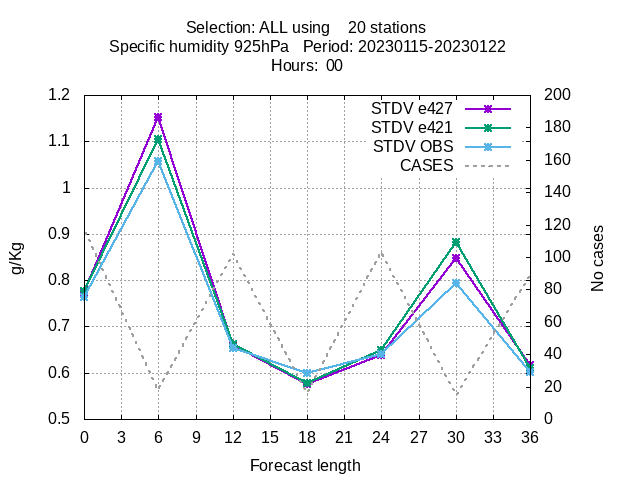 Selection: ALL using    20 stations
Specific humidity 925hPa   Period: 20230115-20230122
Hours:  00
STDV e427
STDV e421
STDV OBS
CASES
1.2
1.1
1
0.9
0.8
0.7
0.6
0.5
200
180
160
140
120
100
80
60
40
20
0
g/Kg
No cases
0 3 6 9 12 15 18 21 24 27 30 33 36
Forecast length